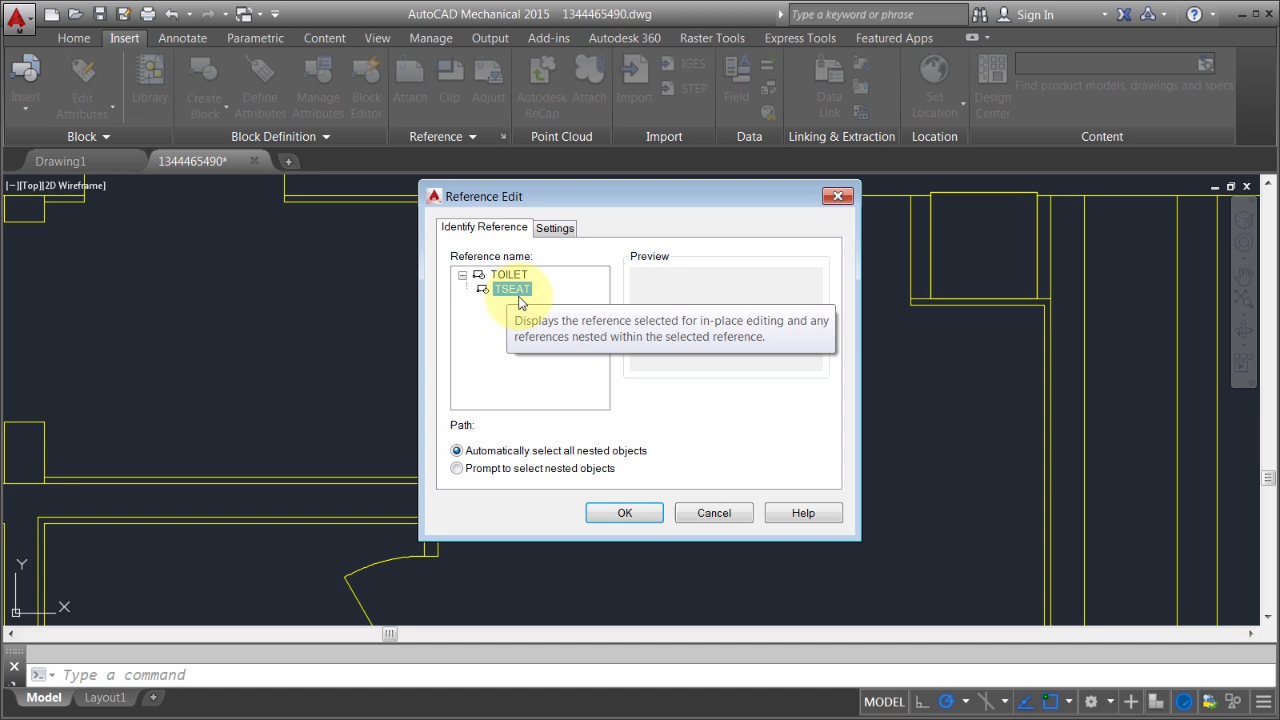 AutoCAD Mechanical 2015 1344465490.dwg
Type a keyword or phrase
Sign In
M
Home Insert Annotate Parametric Content View Manage Output Add-ins Autodesk 360 Raster Tools Express Tools Featured Apps
Insert
Edit
Attributes
Library
Create
Block
Define
Attributes
Manage
Attributes
Block
Editor
Attach
Clip
Adjust
Autodesk
ReCap
Attach
Import
IGES
STEP
Field
Data
Link
Set
Location
Design
Center
Find product models, drawings and specs
Block
Block Definition
Reference
Point Cloud
Import
Data
Linking & Extraction
Location
Content
Drawing1
1344465490*
[−][Top][2D Wireframe]
Reference Edit
Identify Reference
Settings
Reference name:
Preview
TOILET
TSEAT
Displays the reference selected for in-place editing and any
references nested within the selected reference.
Path:
Automatically select all nested objects
Prompt to select nested objects
OK
Cancel
Help
Y
X
Type a command
Model
Layout1
MODEL